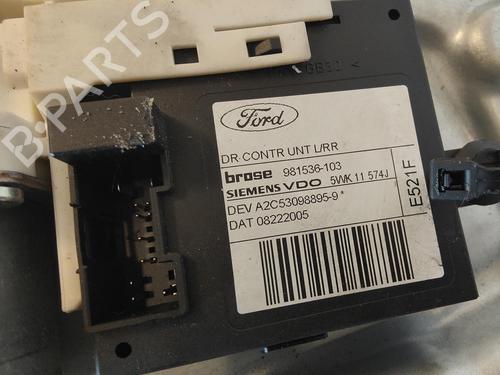 B-PARTS
GB30 <
Ford
DR CONTR UNT L/RR
brose 981536-103
SIEMENS VDO 5WK 11 574J
DEV A2C53098895-9*
DAT 08222005
E521F